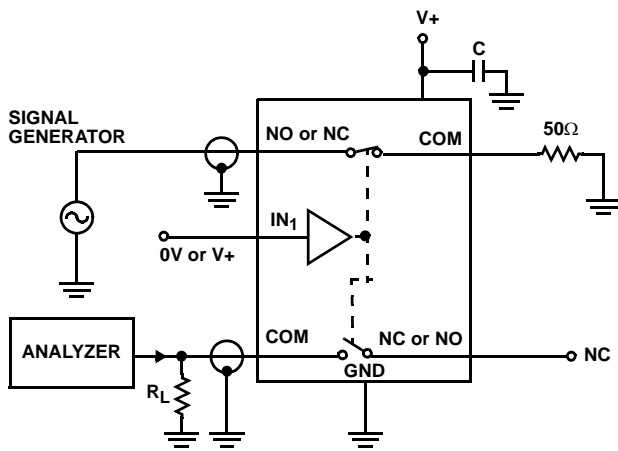 V+
C
SIGNAL
GENERATOR
NO or NC
COM
50Ω
IN1
0V or V+
COM
NC or NO
ANALYZER
NC
GND
RL